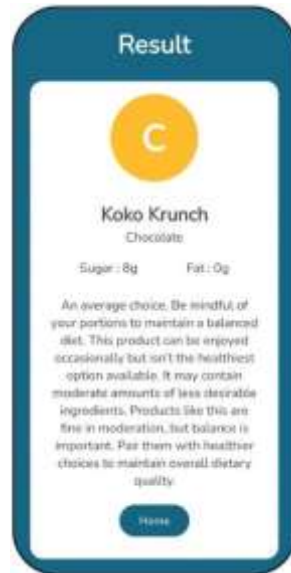 Result
C
Koko Krunch
Chocolate
Sugar : 8g Fat : 0g
An average choice. Be mindful of
your portions to maintain a balanced
diet. This product can be enjoyed
occasionally but isn't the healthiest
option available. It may contain
moderate amounts of less desirable
ingredients. Products like this are
fine in moderation, but balance is
important. Pair them with healthier
choices to maintain overall dietary
quality.
Home